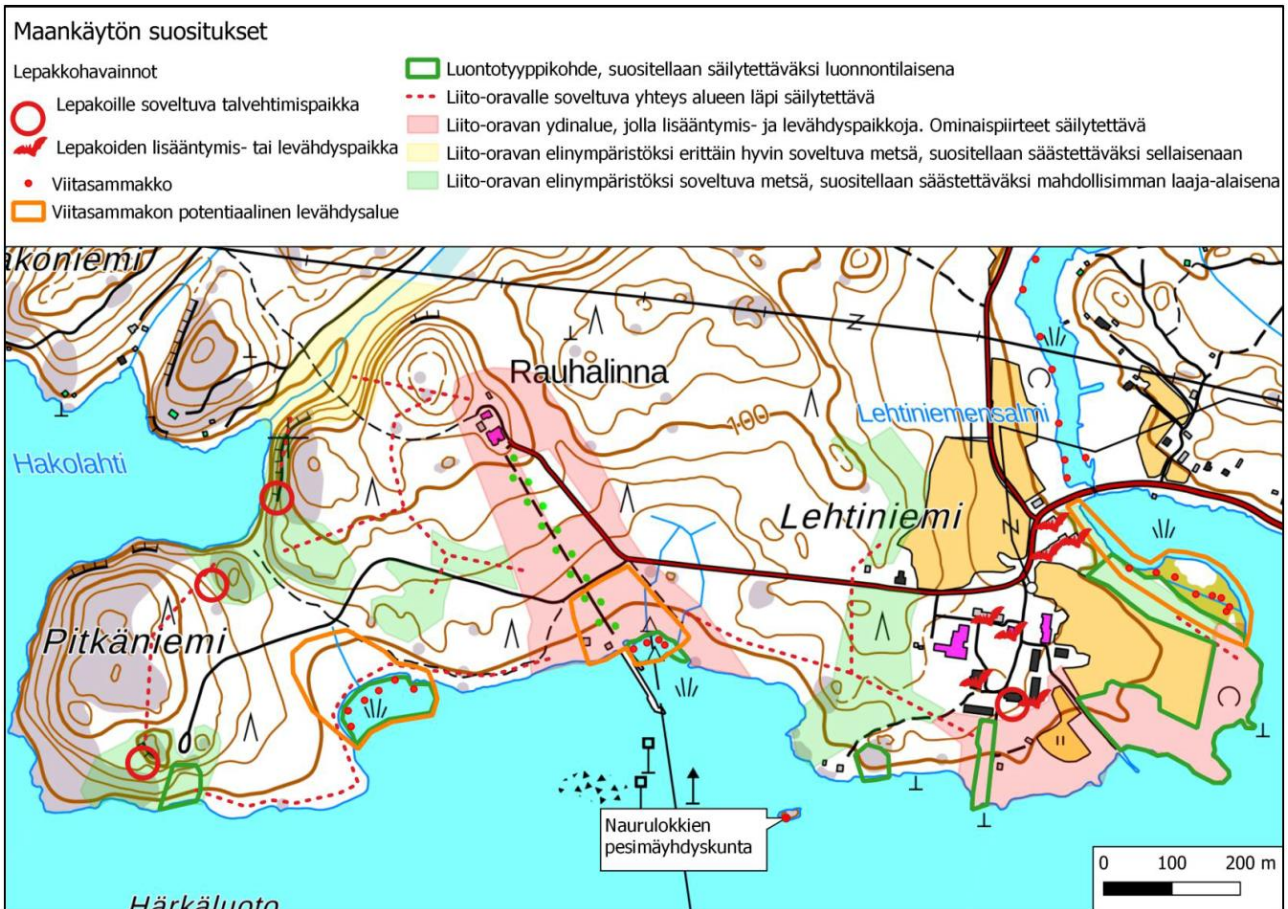 Maankäytön suositukset
Lepakkohavainnot
Lepakoille soveltuva talvehtimispaikka
Lepakoiden lisääntymis- tai levähdyspaikka
Viitasammakko
Viitasammakon potentiaalinen levähdysalue
Luontotyyppikohde, suositellaan säilytettäväksi luonnontilaisena
Liito-oravalle soveltuva yhteys alueen läpi säilytettävä
Liito-oravan ydinalue, jolla lisääntymis- ja levähdyspaikkoja. Ominaispiirteet säilytettävä
Liito-oravan elinympäristöksi erittäin hyvin soveltuva metsä, suositellaan säästettäväksi sellaisenaan
Liito-oravan elinympäristöksi soveltuva metsä, suositellaan säästettäväksi mahdollisimman laaja-alaisena
akoniemi
Rauhalinna
100
Lehtiniemensalmi
Hakolahti
Lehtiniemi
Pitkäniemi
Naurulokkien
pesimäyhdyskunta
0 100 200 m
Härkäluoto